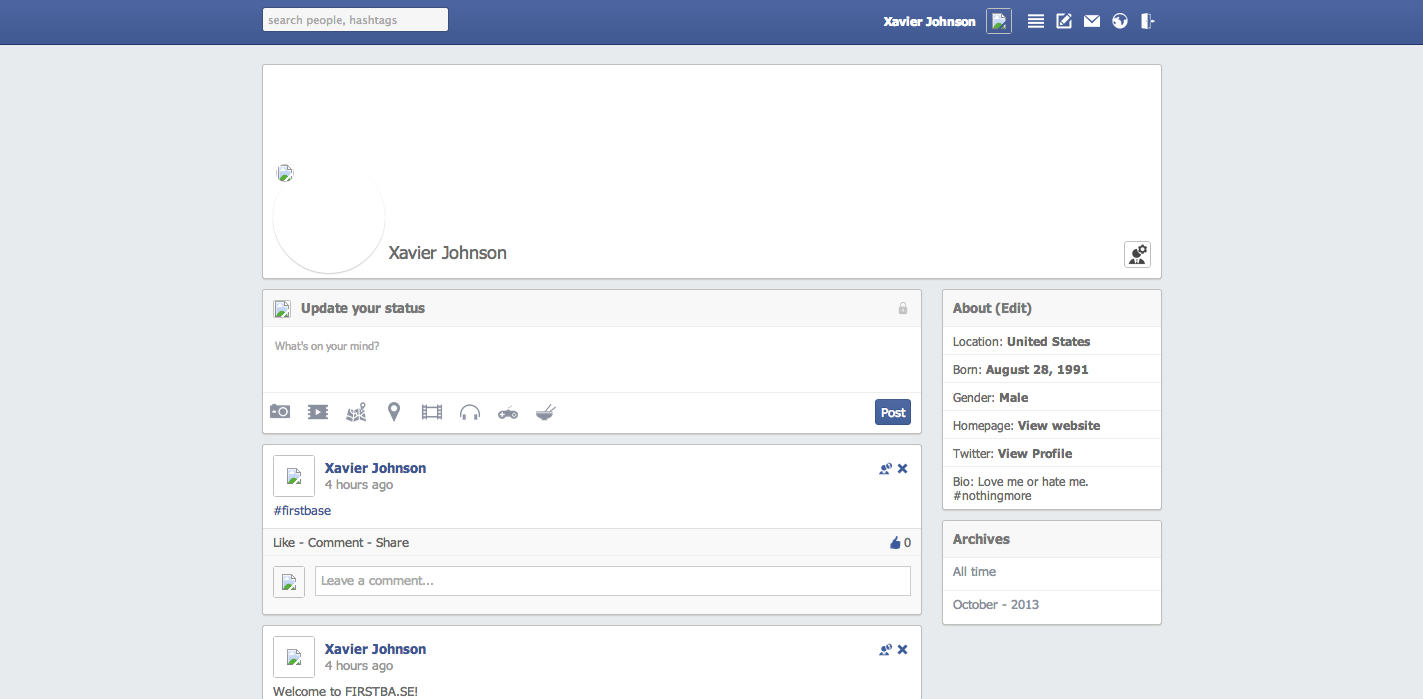 search people, hashtags
Xavier Johnson
Xavier Johnson
Update your status
What's on your mind?
Post
Xavier Johnson
4 hours ago
#firstbase
Like - Comment - Share
0
Leave a comment...
Xavier Johnson
4 hours ago
Welcome to FIRSTBA.SE!
About (Edit)
Location: United States
Born: August 28, 1991
Gender: Male
Homepage: View website
Twitter: View Profile
Bio: Love me or hate me.
#nothingmore
Archives
All time
October - 2013